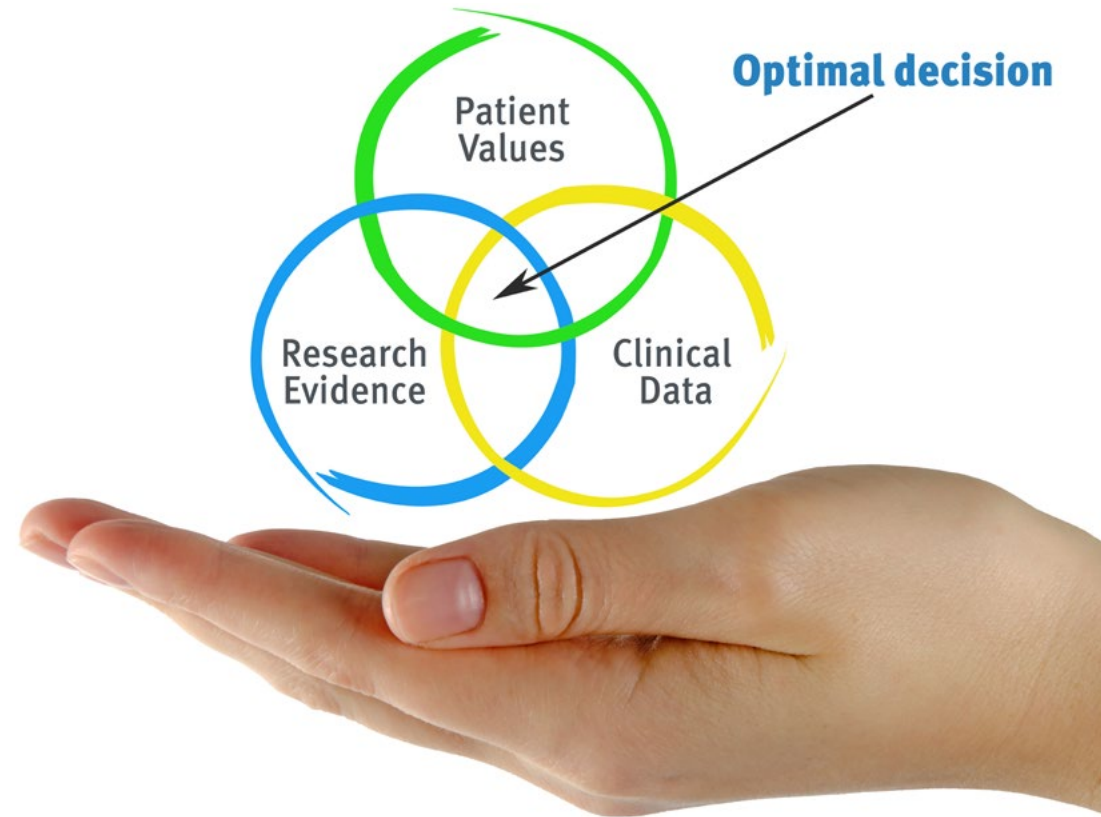 Optimal decision
Patient
Values
Research
Evidence
Clinical
Data